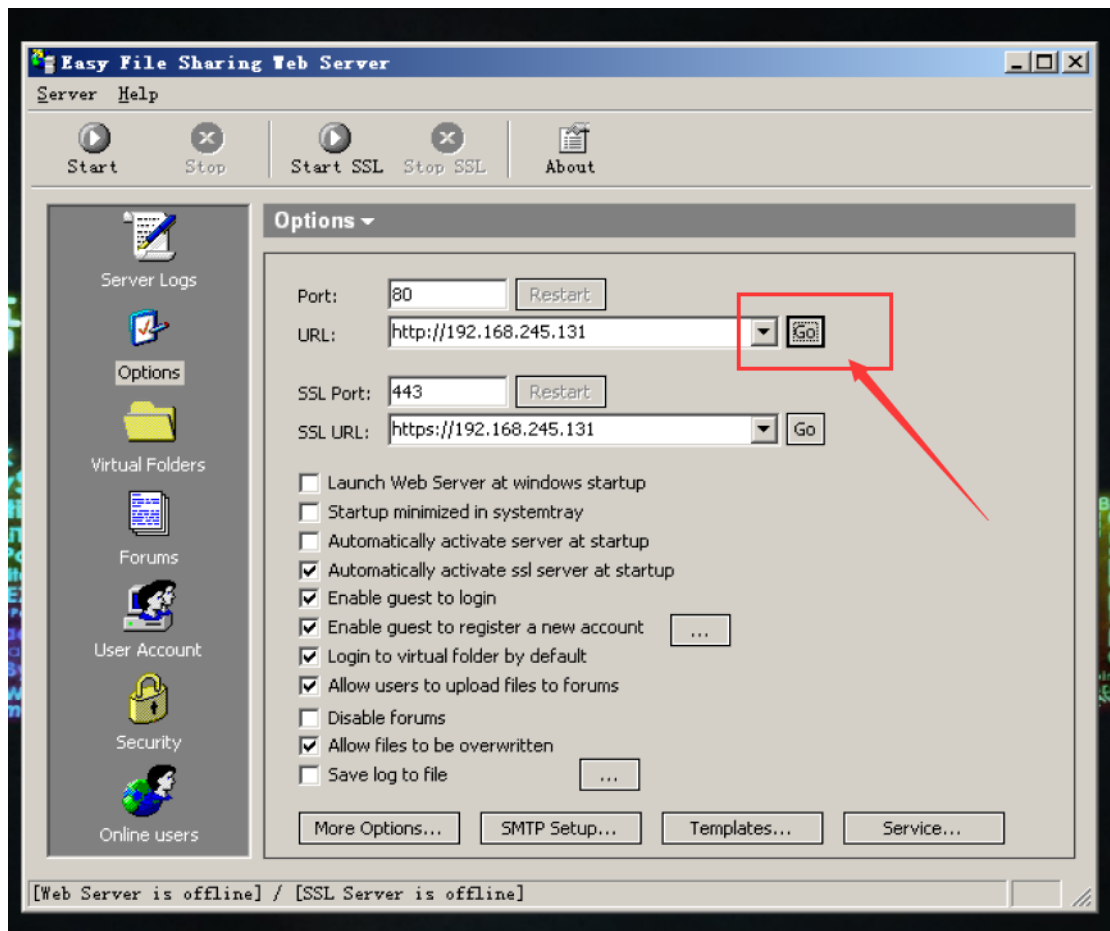 Easy File Sharing Web Server
Server Help
Start Stop Start SSL Stop SSL About
Options
Server Logs
Options
Virtual Folders
Forums
User Account
Security
Online users
Port: 80 Restart
URL: http://192.168.245.131 Go
SSL Port: 443 Restart
SSL URL: https://192.168.245.131 Go
Launch Web Server at windows startup
Startup minimized in systemtray
Automatically activate server at startup
Automatically activate ssl server at startup
Enable guest to login
Enable guest to register a new account ...
Login to virtual folder by default
Allow users to upload files to forums
Disable forums
Allow files to be overwritten
Save log to file ...
More Options... SMTP Setup... Templates... Service...
[Web Server is offline] / [SSL Server is offline]